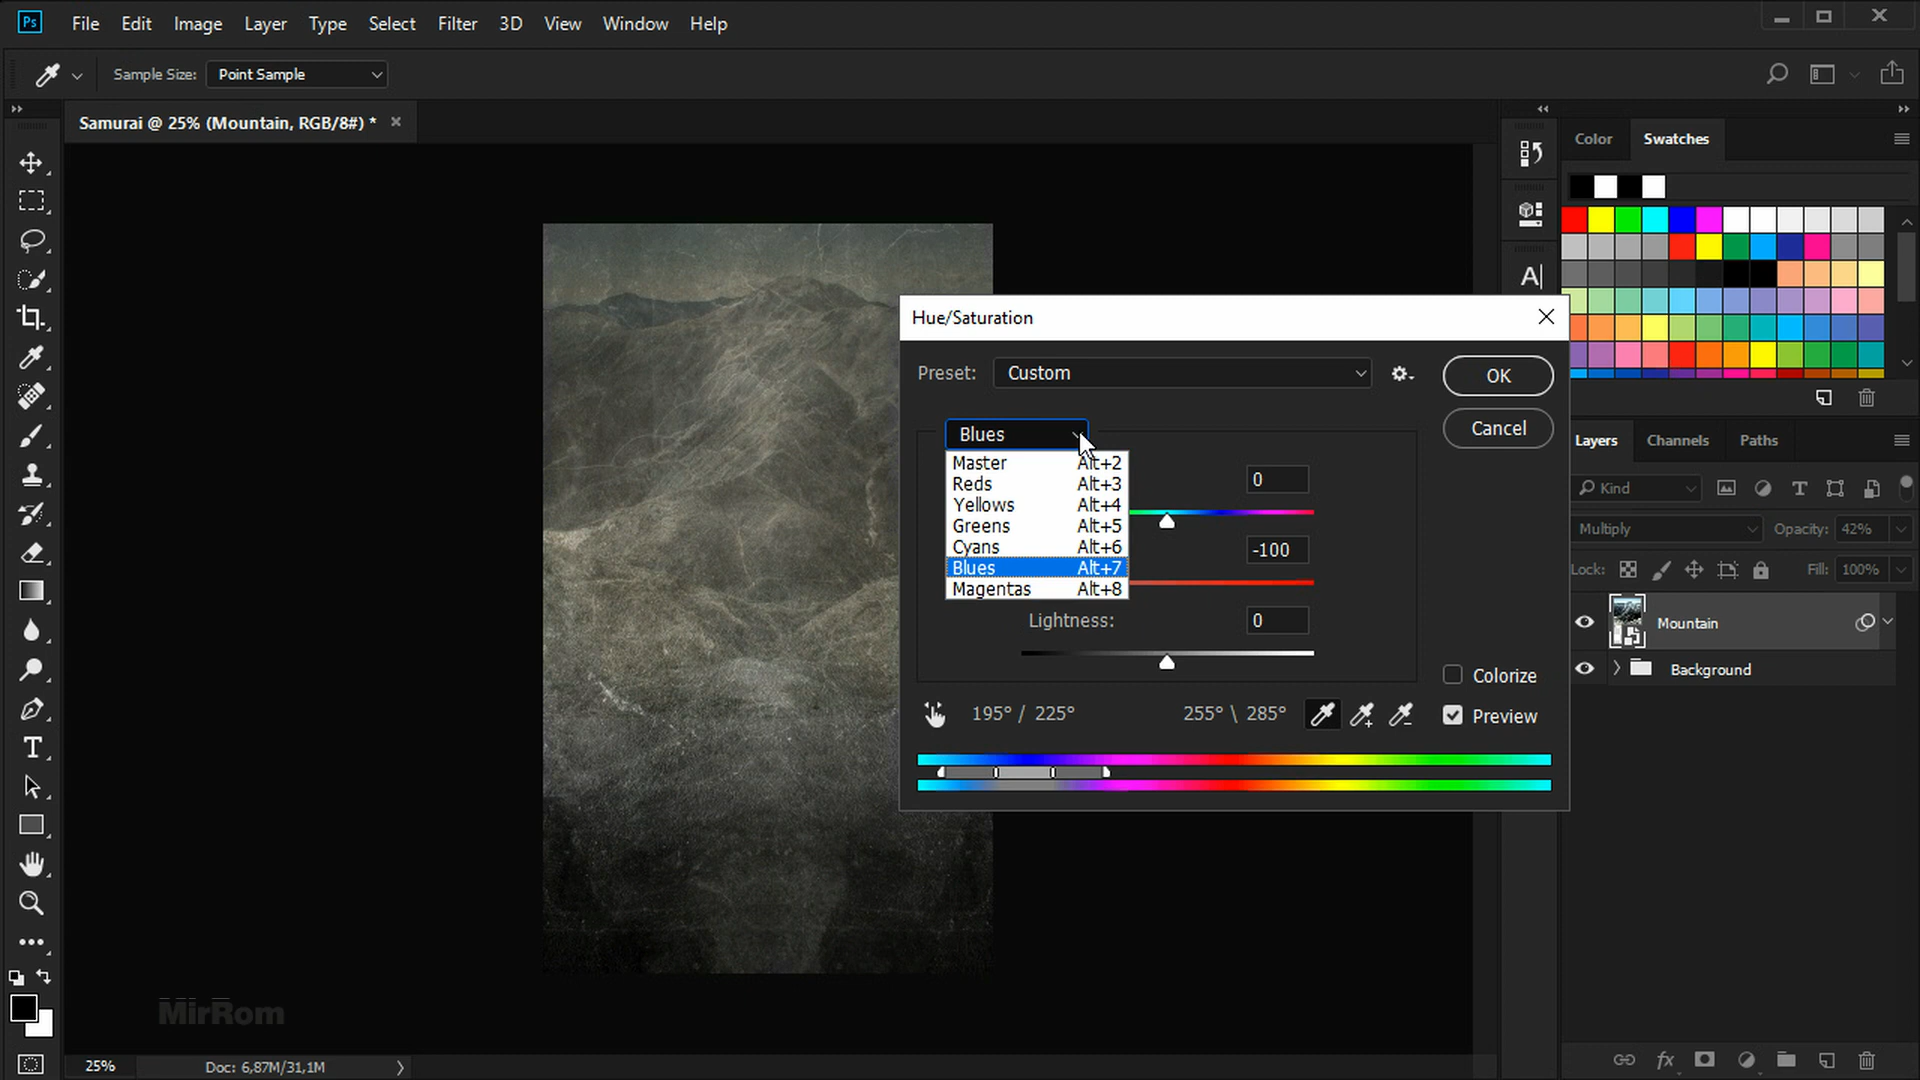 Ps File Edit Image Layer Type Select Filter 3D View Window Help
Sample Size: Point Sample
Samurai @ 25% (Mountain, RGB/8#) * ×
Color Swatches
A|
Hue/Saturation
Preset: Custom
OK
Cancel
Blues
Master Alt+2
Reds Alt+3
Yellows Alt+4
Greens Alt+5
Cyans Alt+6
Blues Alt+7
Magentas Alt+8
0
-100
Lightness: 0
Colorize
Preview
195° / 225° 255° \ 285°
Layers Channels Paths
Kind
Multiply Opacity: 42%
Lock: Fill: 100%
Mountain
Background
T
MirRom
25% Doc: 6,87M/31,1M
fx